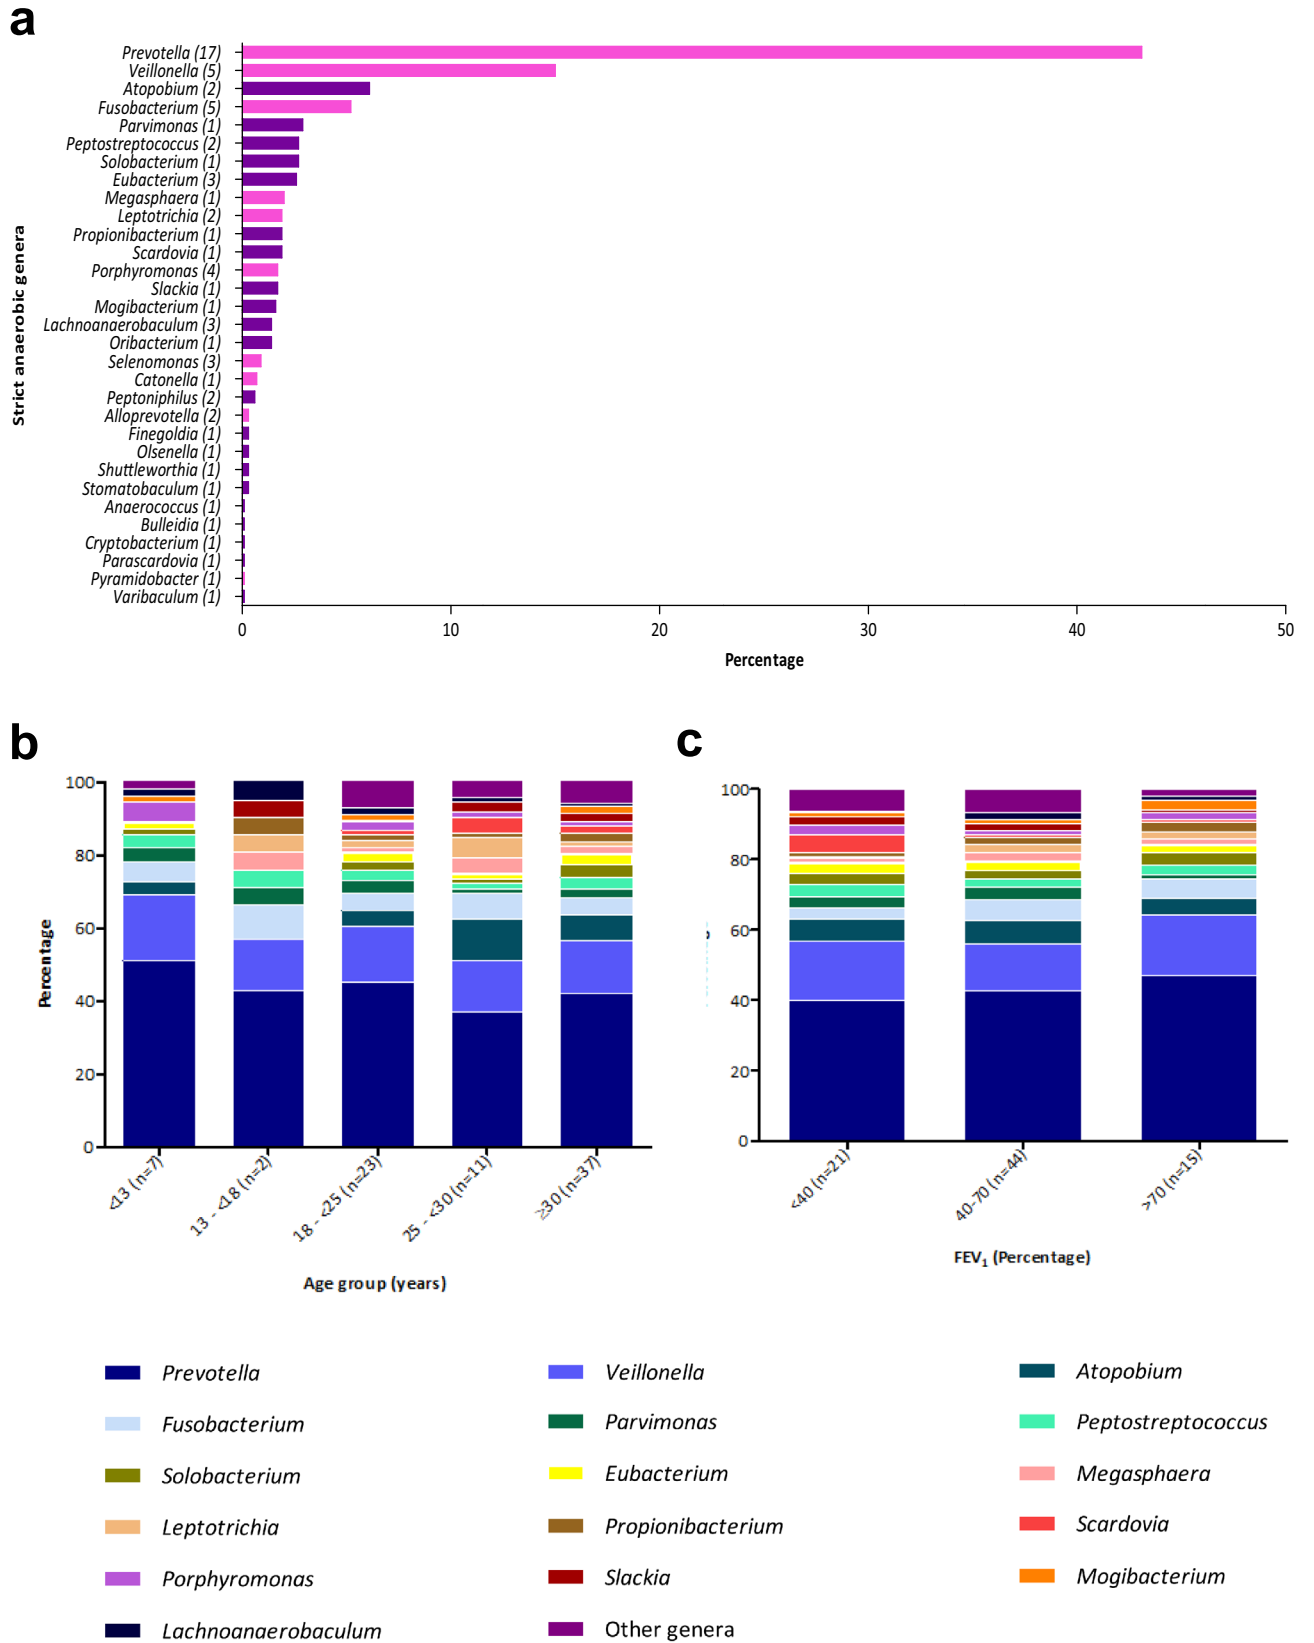 a
Prevotella (17)
Veillonella (5)
Atopobium (2)
Fusobacterium (5)
Parvimonas (1)
Peptostreptococcus (2)
Solobacterium (1)
Eubacterium (3)
Megasphaera (1)
Leptotrichia (2)
Propionibacterium (1)
Scardovia (1)
Porphyromonas (4)
Slackia (1)
Mogibacterium (1)
Lachnoanaerobaculum (3)
Oribacterium (1)
Selenomonas (3)
Catonella (1)
Peptoniphilus (2)
Alloprevotella (2)
Finegoldia (1)
Olsenella (1)
Shuttleworthia (1)
Stomatobaculum (1)
Anaerococcus (1)
Bulleidia (1)
Cryptobacterium (1)
Parascardovia (1)
Pyramidobacter (1)
Varibaculum (1)
Strict anaerobic genera
0 10 20 30 40 50
Percentage
b
100
80
60
40
20
0
Percentage
<13 (n=7)
13 - <18 (n=2)
18 - <25 (n=23)
25 - <30 (n=11)
≥30 (n=37)
Age group (years)
c
100
80
60
40
20
0
<40 (n=21)
40-70 (n=44)
>70 (n=15)
FEV1 (Percentage)
Prevotella Veillonella Atopobium
Fusobacterium Parvimonas Peptostreptococcus
Solobacterium Eubacterium Megasphaera
Leptotrichia Propionibacterium Scardovia
Porphyromonas Slackia Mogibacterium
Lachnoanaerobaculum Other genera